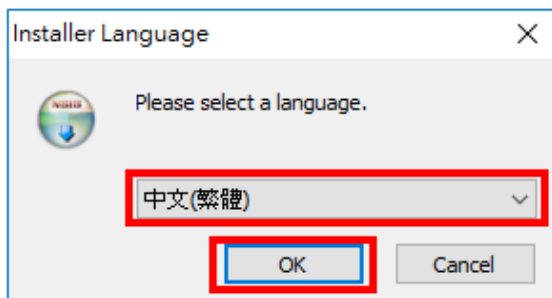 Installer Language
Please select a language.
中文(繁體)
OK
Cancel